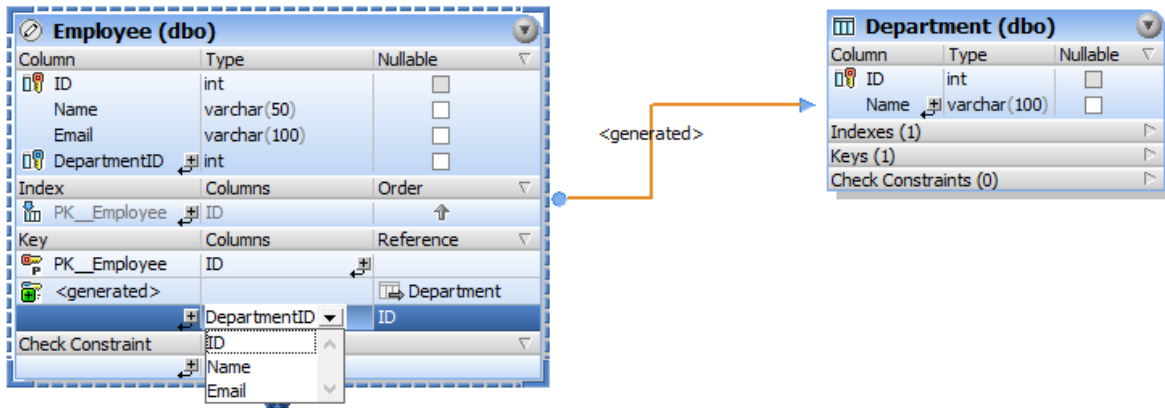 Employee (dbo)
Column Type Nullable
ID int
Name varchar(50)
Email varchar(100)
DepartmentID int
Index Columns Order
PK__Employee ID
Key Columns Reference
PK__Employee ID
<generated> Department
DepartmentID ID
Check Constraint
ID
Name
Email
<generated>
Department (dbo)
Column Type Nullable
ID int
Name varchar(100)
Indexes (1)
Keys (1)
Check Constraints (0)